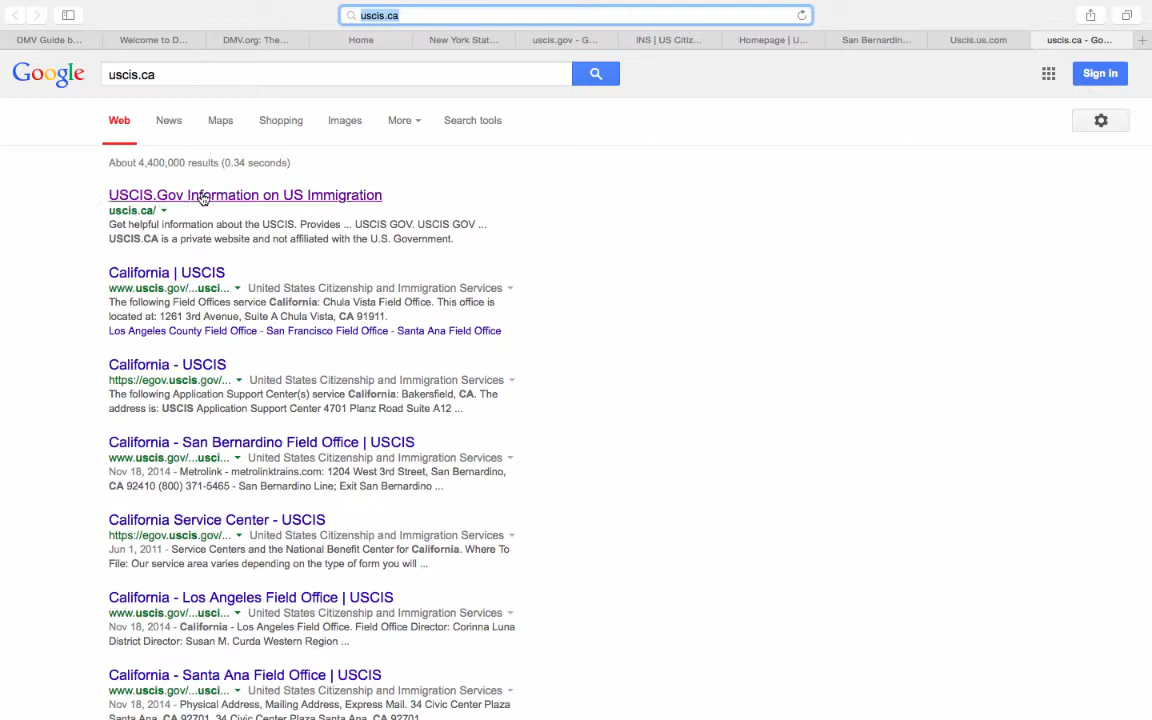 uscis.ca
DMV Guide b... Welcome to D... DMV.org: The... Home New York Stat... uscis.gov - G... INS | US Citiz... Homepage | U... San Bernardin... Uscis.us.com uscis.ca - Go...
Google uscis.ca Sign in
Web News Maps Shopping Images More Search tools
About 4,400,000 results (0.34 seconds)
USCIS.Gov Information on US Immigration
uscis.ca/
Get helpful information about the USCIS. Provides ... USCIS GOV. USCIS GOV ...
USCIS.CA is a private website and not affiliated with the U.S. Government.
California | USCIS
www.uscis.gov/...usci... United States Citizenship and Immigration Services
The following Field Offices service California: Chula Vista Field Office. This office is
located at: 1261 3rd Avenue, Suite A Chula Vista, CA 91911.
Los Angeles County Field Office - San Francisco Field Office - Santa Ana Field Office
California - USCIS
https://egov.uscis.gov/... United States Citizenship and Immigration Services
The following Application Support Center(s) service California: Bakersfield, CA. The
address is: USCIS Application Support Center 4701 Planz Road Suite A12 ...
California - San Bernardino Field Office | USCIS
www.uscis.gov/...usci... United States Citizenship and Immigration Services
Nov 18, 2014 - Metrolink - metrolinktrains.com: 1204 West 3rd Street, San Bernardino,
CA 92410 (800) 371-5465 - San Bernardino Line; Exit San Bernardino ...
California Service Center - USCIS
https://egov.uscis.gov/... United States Citizenship and Immigration Services
Jun 1, 2011 - Service Centers and the National Benefit Center for California. Where To
File: Our service area varies depending on the type of form you will ...
California - Los Angeles Field Office | USCIS
www.uscis.gov/...usci... United States Citizenship and Immigration Services
Nov 18, 2014 - California - Los Angeles Field Office. Field Office Director: Corinna Luna
District Director: Susan M. Curda Western Region ...
California - Santa Ana Field Office | USCIS
www.uscis.gov/...usci... United States Citizenship and Immigration Services
Nov 18, 2014 - Physical Address, Mailing Address, Express Mail. 34 Civic Center Plaza
Santa Ana, CA 92701. 34 Civic Center Plaza Santa Ana, CA 92701.